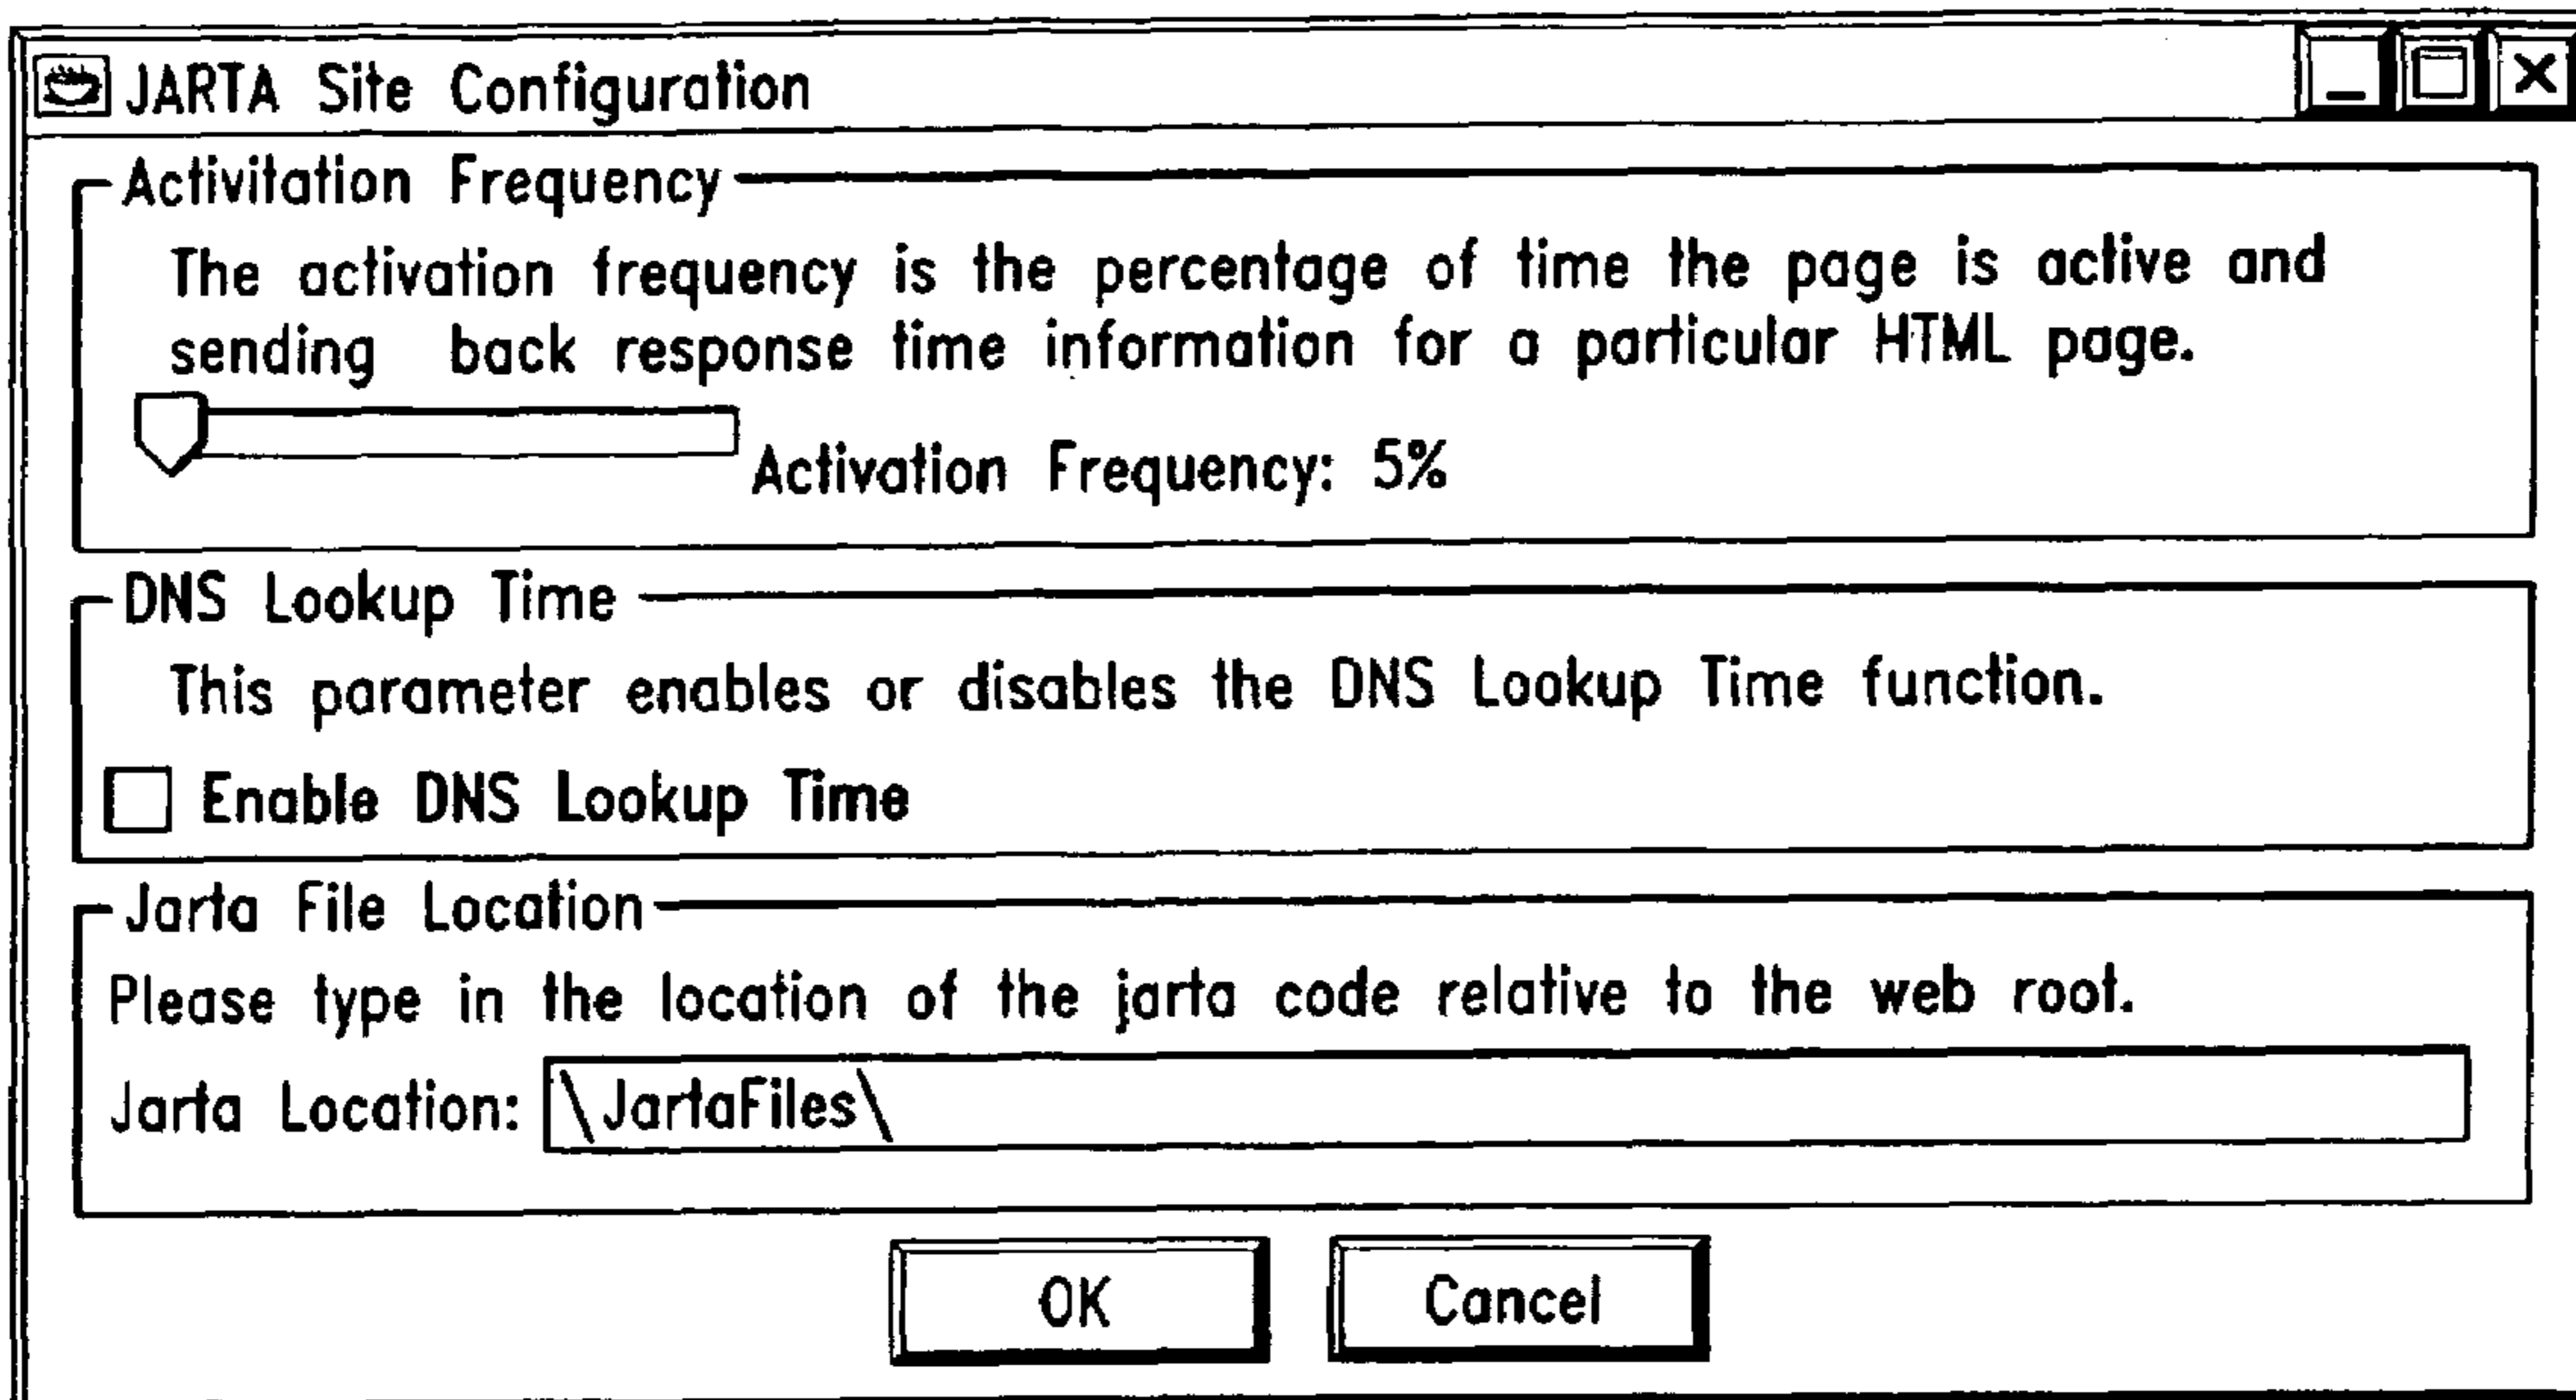 JARTA Site Configuration
Activitation Frequency
The activation frequency is the percentage of time the page is active and
sending back response time information for a particular HTML page.
Activation Frequency: 5%
DNS Lookup Time
This parameter enables or disables the DNS Lookup Time function.
Enable DNS Lookup Time
Jarta File Location
Please type in the location of the jarta code relative to the web root.
Jarta Location: \JartaFiles\
OK Cancel